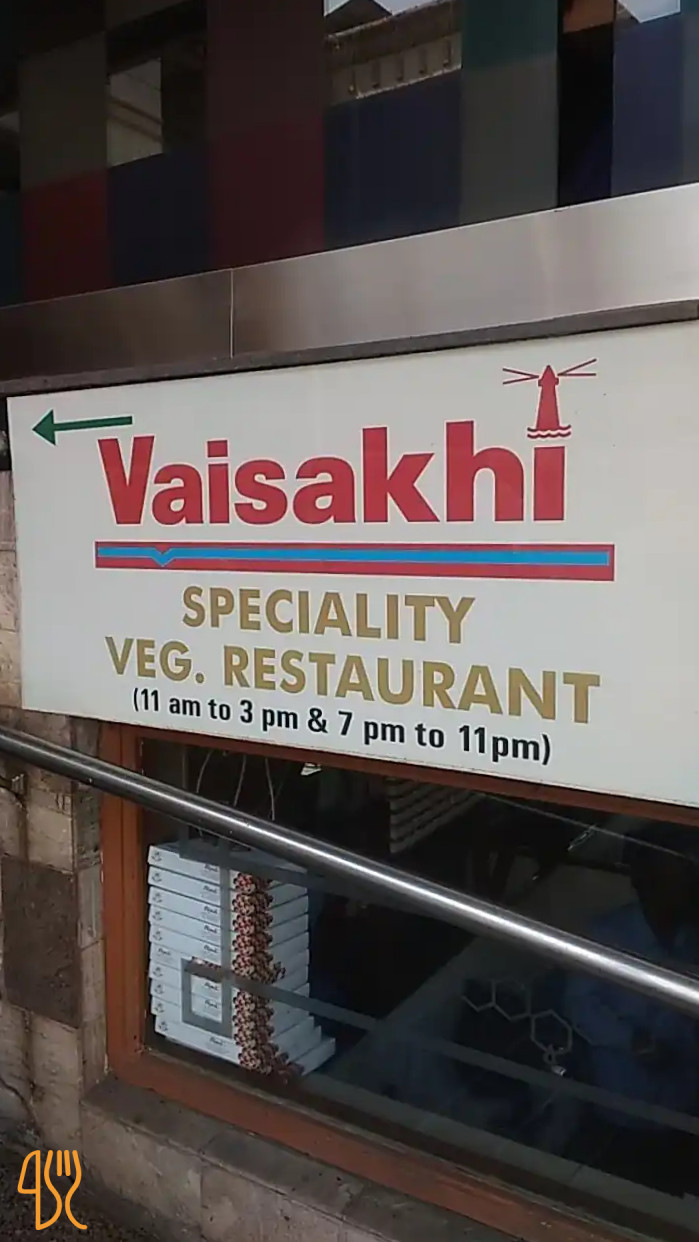 Vaisakhi
SPECIALITY
VEG. RESTAURANT
(11 am to 3 pm & 7 pm to 11pm)